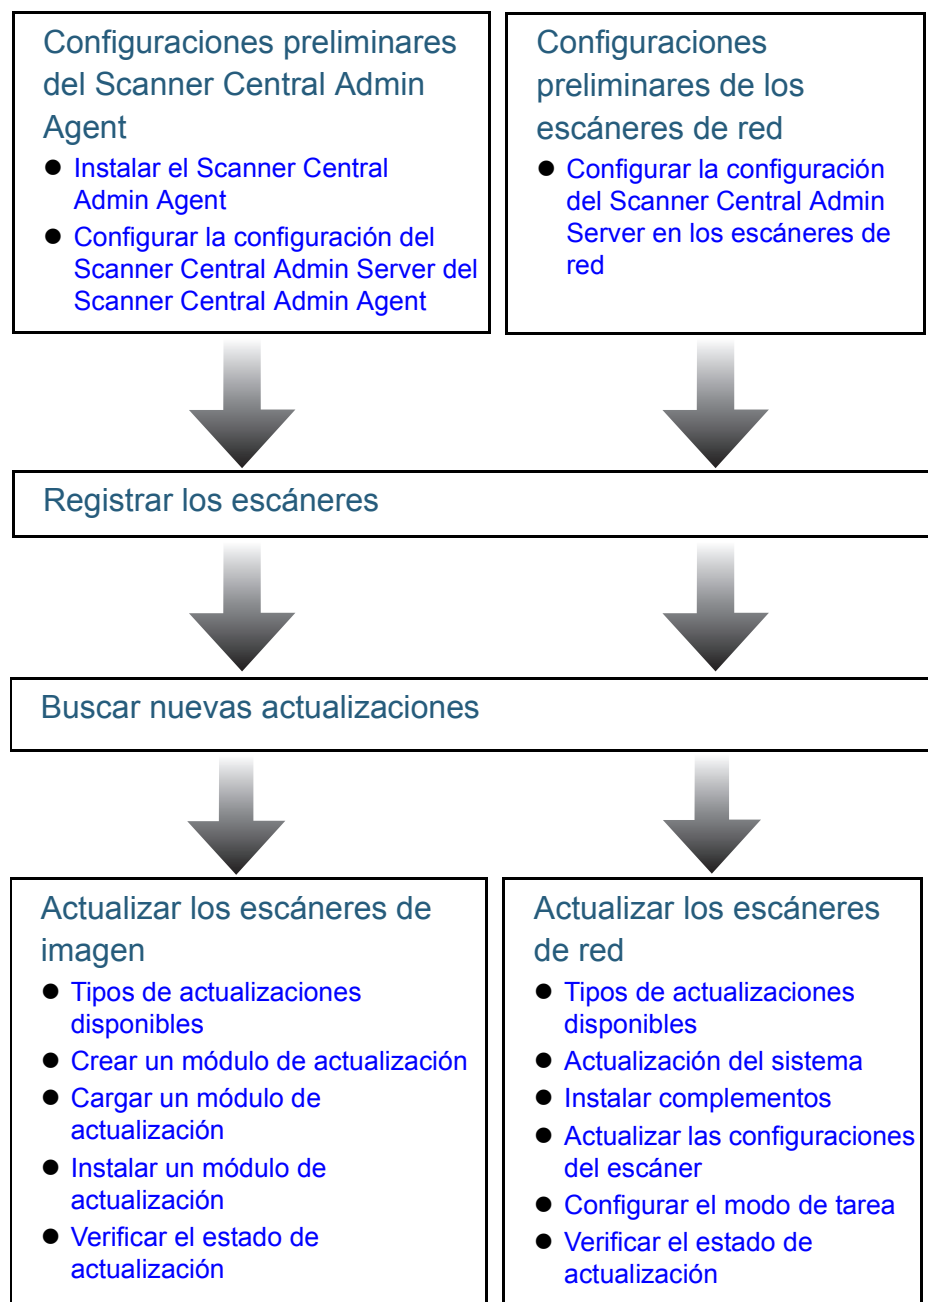 Configuraciones preliminares
del Scanner Central Admin
Agent
● Instalar el Scanner Central
Admin Agent
● Configurar la configuración del
Scanner Central Admin Server del
Scanner Central Admin Agent
Configuraciones
preliminares de los
escáneres de red
● Configurar la configuración
del Scanner Central Admin
Server en los escáneres de
red
Registrar los escáneres
Buscar nuevas actualizaciones
Actualizar los escáneres de
imagen
● Tipos de actualizaciones
disponibles
● Crear un módulo de actualización
● Cargar un módulo de
actualización
● Instalar un módulo de
actualización
● Verificar el estado de
actualización
Actualizar los escáneres
de red
● Tipos de actualizaciones
disponibles
● Actualización del sistema
● Instalar complementos
● Actualizar las configuraciones
del escáner
● Configurar el modo de tarea
● Verificar el estado de
actualización